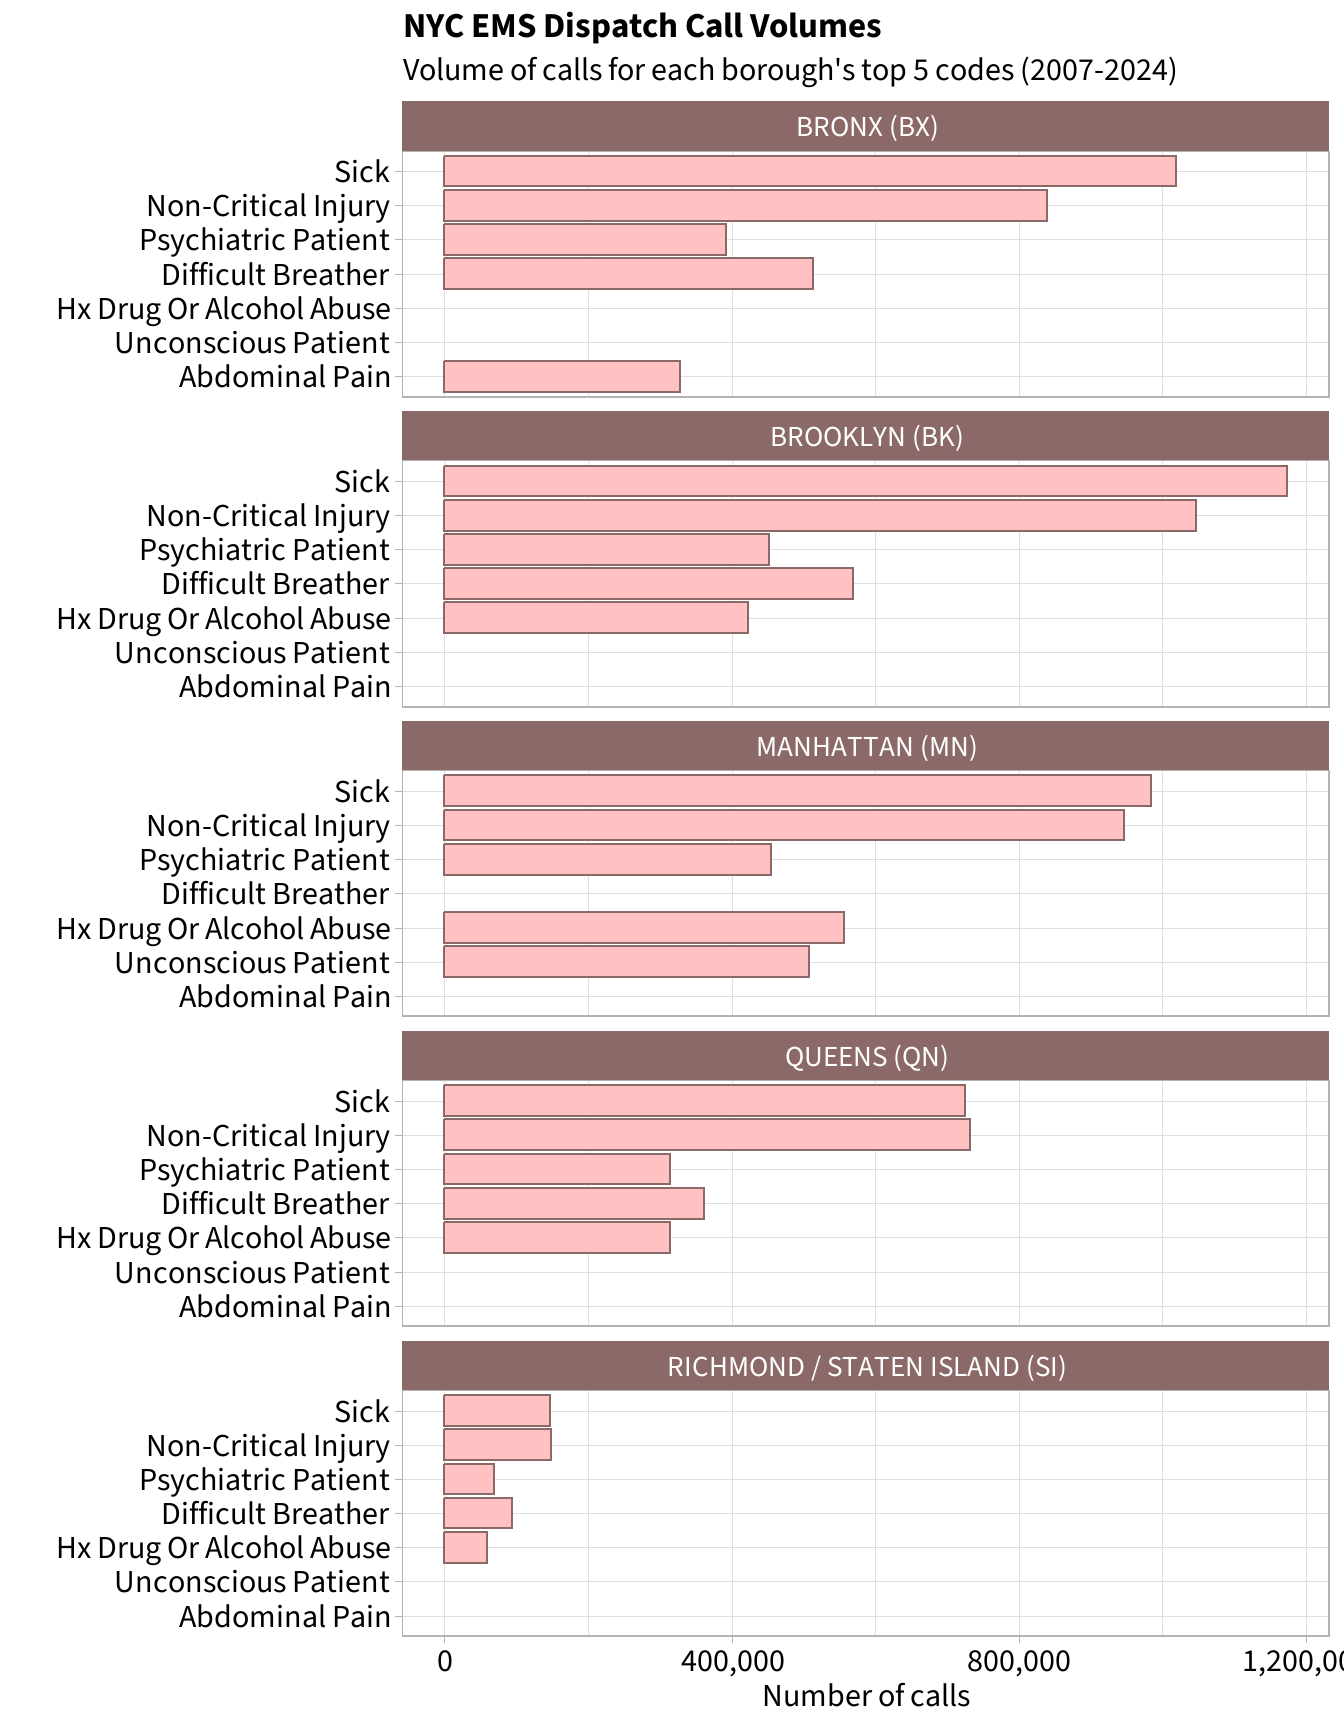 NYC EMS Dispatch Call Volumes
Volume of calls for each borough's top 5 codes (2007-2024)
BRONX (BX)
Sick
Non-Critical Injury
Psychiatric Patient
Difficult Breather
Hx Drug Or Alcohol Abuse
Unconscious Patient
Abdominal Pain
BROOKLYN (BK)
Sick
Non-Critical Injury
Psychiatric Patient
Difficult Breather
Hx Drug Or Alcohol Abuse
Unconscious Patient
Abdominal Pain
MANHATTAN (MN)
Sick
Non-Critical Injury
Psychiatric Patient
Difficult Breather
Hx Drug Or Alcohol Abuse
Unconscious Patient
Abdominal Pain
QUEENS (QN)
Sick
Non-Critical Injury
Psychiatric Patient
Difficult Breather
Hx Drug Or Alcohol Abuse
Unconscious Patient
Abdominal Pain
RICHMOND / STATEN ISLAND (SI)
Sick
Non-Critical Injury
Psychiatric Patient
Difficult Breather
Hx Drug Or Alcohol Abuse
Unconscious Patient
Abdominal Pain
0 400,000 800,000
Number of calls